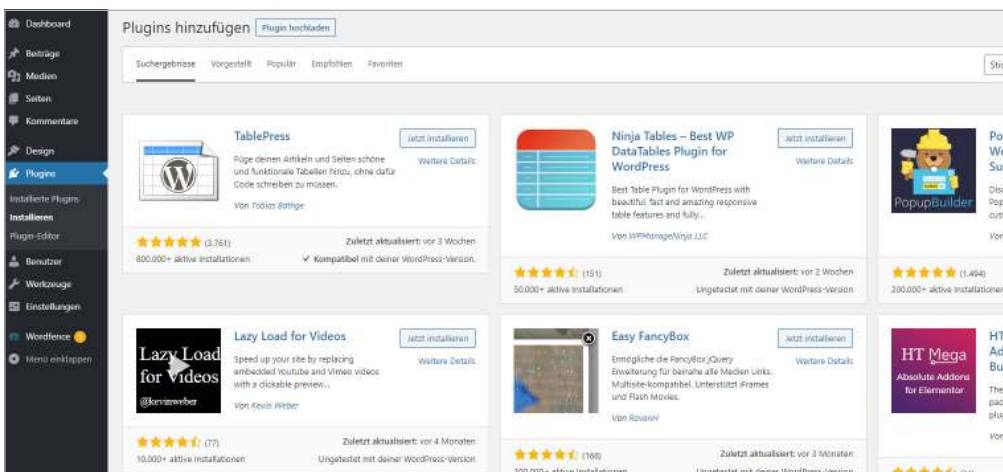 Dashboard
Beiträge
Medien
Seiten
Kommentare
Design
Plugins
Installierte Plugins
Installieren
Plugin-Editor
Benutzer
Werkzeuge
Einstellungen
Wordfence
Menü einklappen
Plugins hinzufügen Plugin hochladen
Suchergebnisse Vorgestellt Populär Empfohlen Favoriten
TablePress
Jetzt installieren
Weitere Details
Füge deinen Artikeln und Seiten schöne
und funktionale Tabellen hinzu, ohne dafür
Code schreiben zu müssen.
Von Tobias Bäthge
(3.761)
Zuletzt aktualisiert: vor 3 Wochen
800.000+ aktive Installationen
Kompatibel mit deiner WordPress-Version.
Ninja Tables – Best WP
DataTables Plugin for
WordPress
Jetzt installieren
Weitere Details
Best Table Plugin for WordPress with
beautiful, fast and amazing responsive
table features and fully...
Von WPManageNinja LLC
(151)
Zuletzt aktualisiert: vor 2 Wochen
50.000+ aktive Installationen
Ungetestet mit deiner WordPress-Version
PopupBuilder
(1.494)
200.000+ aktive Installationen
Lazy Load
for Videos
@kevinweber
Lazy Load for Videos
Jetzt installieren
Weitere Details
Speed up your site by replacing
embedded Youtube and Vimeo videos
with a clickable preview...
Von Kevin Weber
(77)
Zuletzt aktualisiert: vor 4 Monaten
10.000+ aktive Installationen
Ungetestet mit deiner WordPress-Version
Easy FancyBox
Jetzt installieren
Weitere Details
Ermögliche die FancyBox jQuery
Erweiterung für beinahe alle Medien Links.
Multisite-kompatibel. Unterstützt iFrames
und Flash Movies.
Von RavanH
(166)
Zuletzt aktualisiert: vor 3 Monaten
aktive Installationen
Ungetestet mit deiner WordPress-Version
HT Mega
Absolute Addons
for Elementor